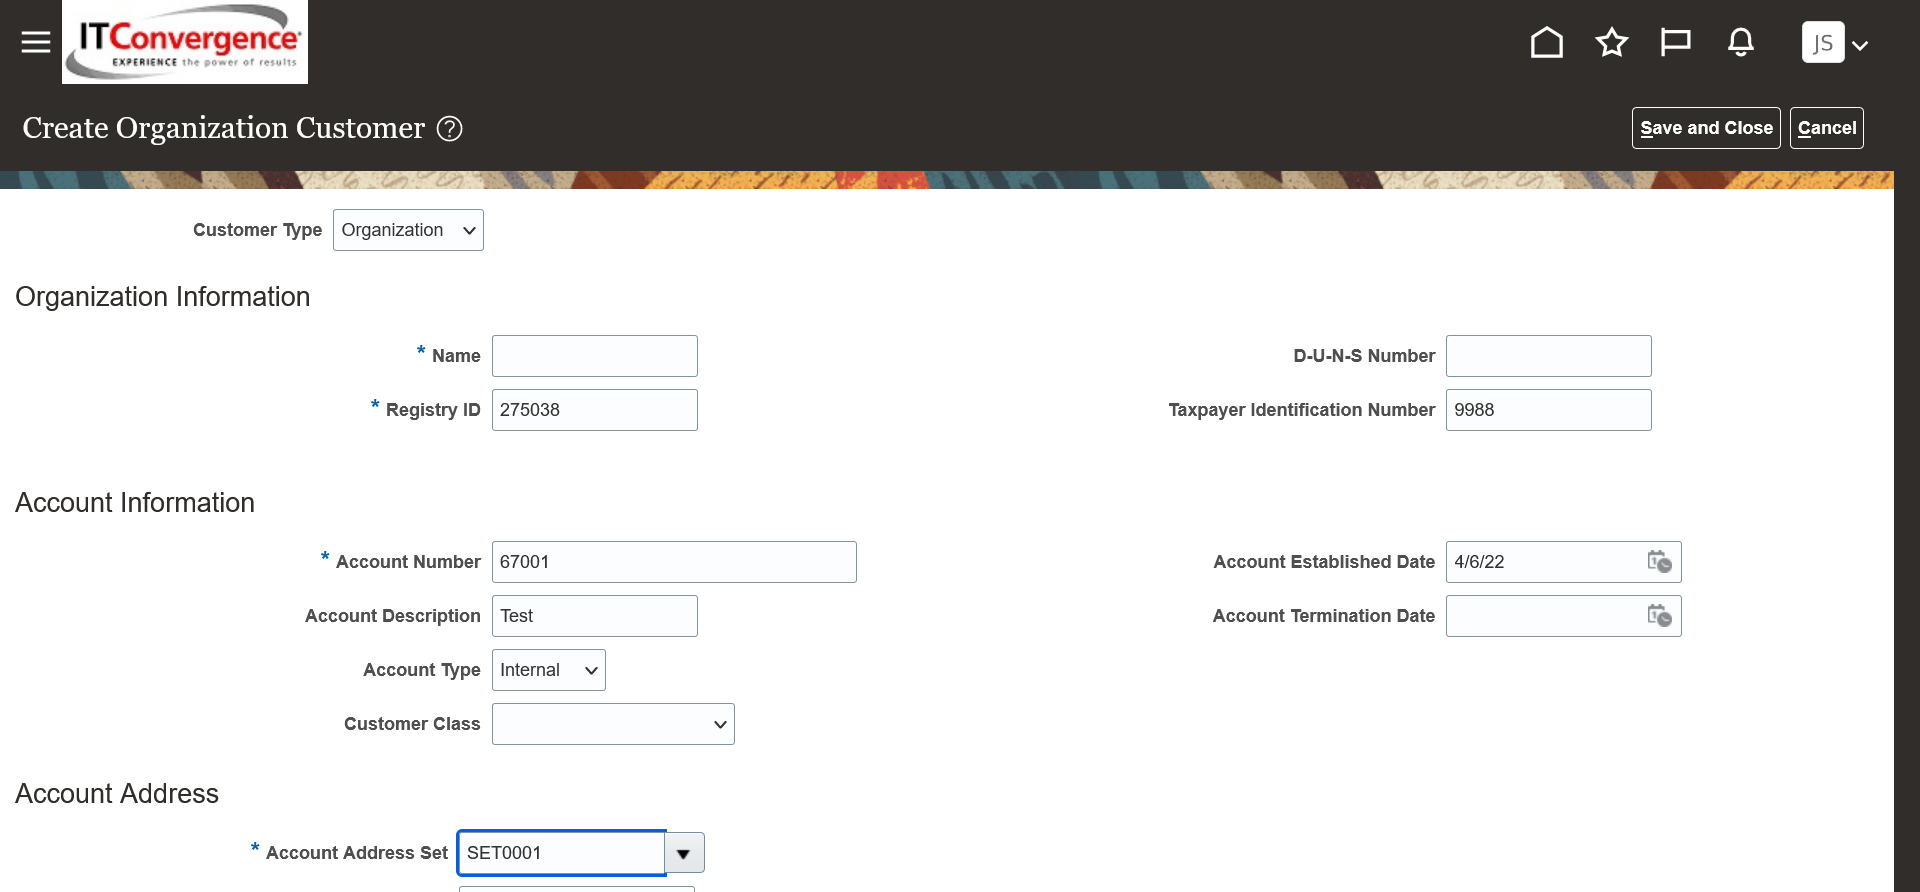 ITConvergence
EXPERIENCE the power of results
JS
Create Organization Customer ?
Save and Close
Cancel
Customer Type Organization
Organization Information
* Name
D-U-N-S Number
* Registry ID 275038
Taxpayer Identification Number 9988
Account Information
* Account Number 67001
Account Established Date 4/6/22
Account Description Test
Account Termination Date
Account Type Internal
Customer Class
Account Address
* Account Address Set SET0001